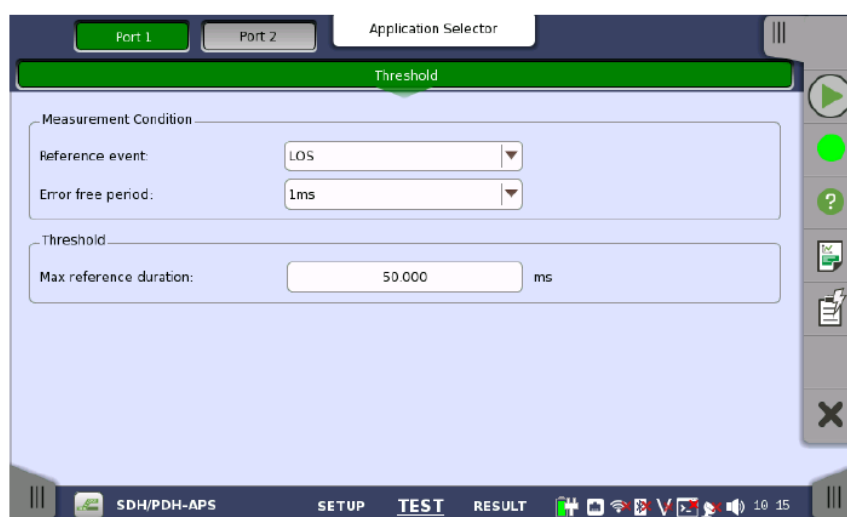 Port 1 Port 2 Application Selector
Threshold
Measurement Condition
Reference event: LOS
Error free period: 1ms
Threshold
Max reference duration: 50.000 ms
SDH/PDH-APS SETUP TEST RESULT 10 15